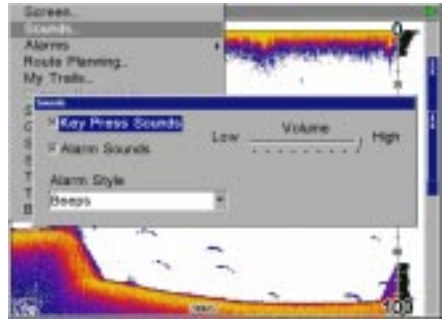 Screen...
Sounds...
Alarms
Route Planning...
My Trails...
Sounds
Key Press Sounds
Alarm Sounds
Low
Volume
High
Alarm Style
Beeps
0
100